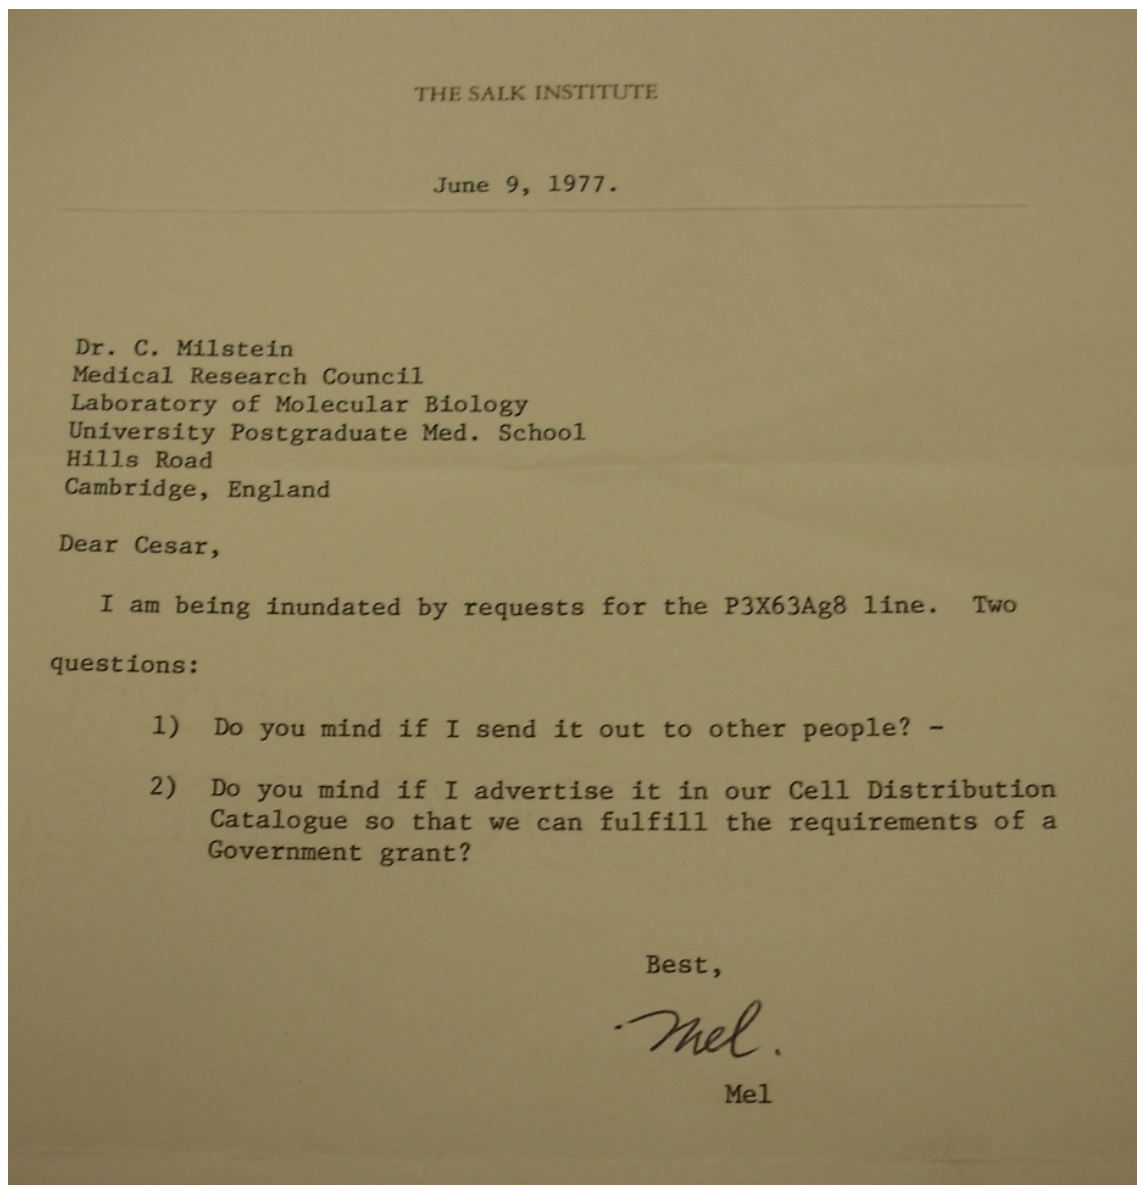 THE SALK INSTITUTE
June 9, 1977.
Dr. C. Milstein
Medical Research Council
Laboratory of Molecular Biology
University Postgraduate Med. School
Hills Road
Cambridge, England
Dear Cesar,
I am being inundated by requests for the P3X63Ag8 line. Two
questions:
1) Do you mind if I send it out to other people? -
2) Do you mind if I advertise it in our Cell Distribution
Catalogue so that we can fulfill the requirements of a
Government grant?
Best,
Mel.
Mel